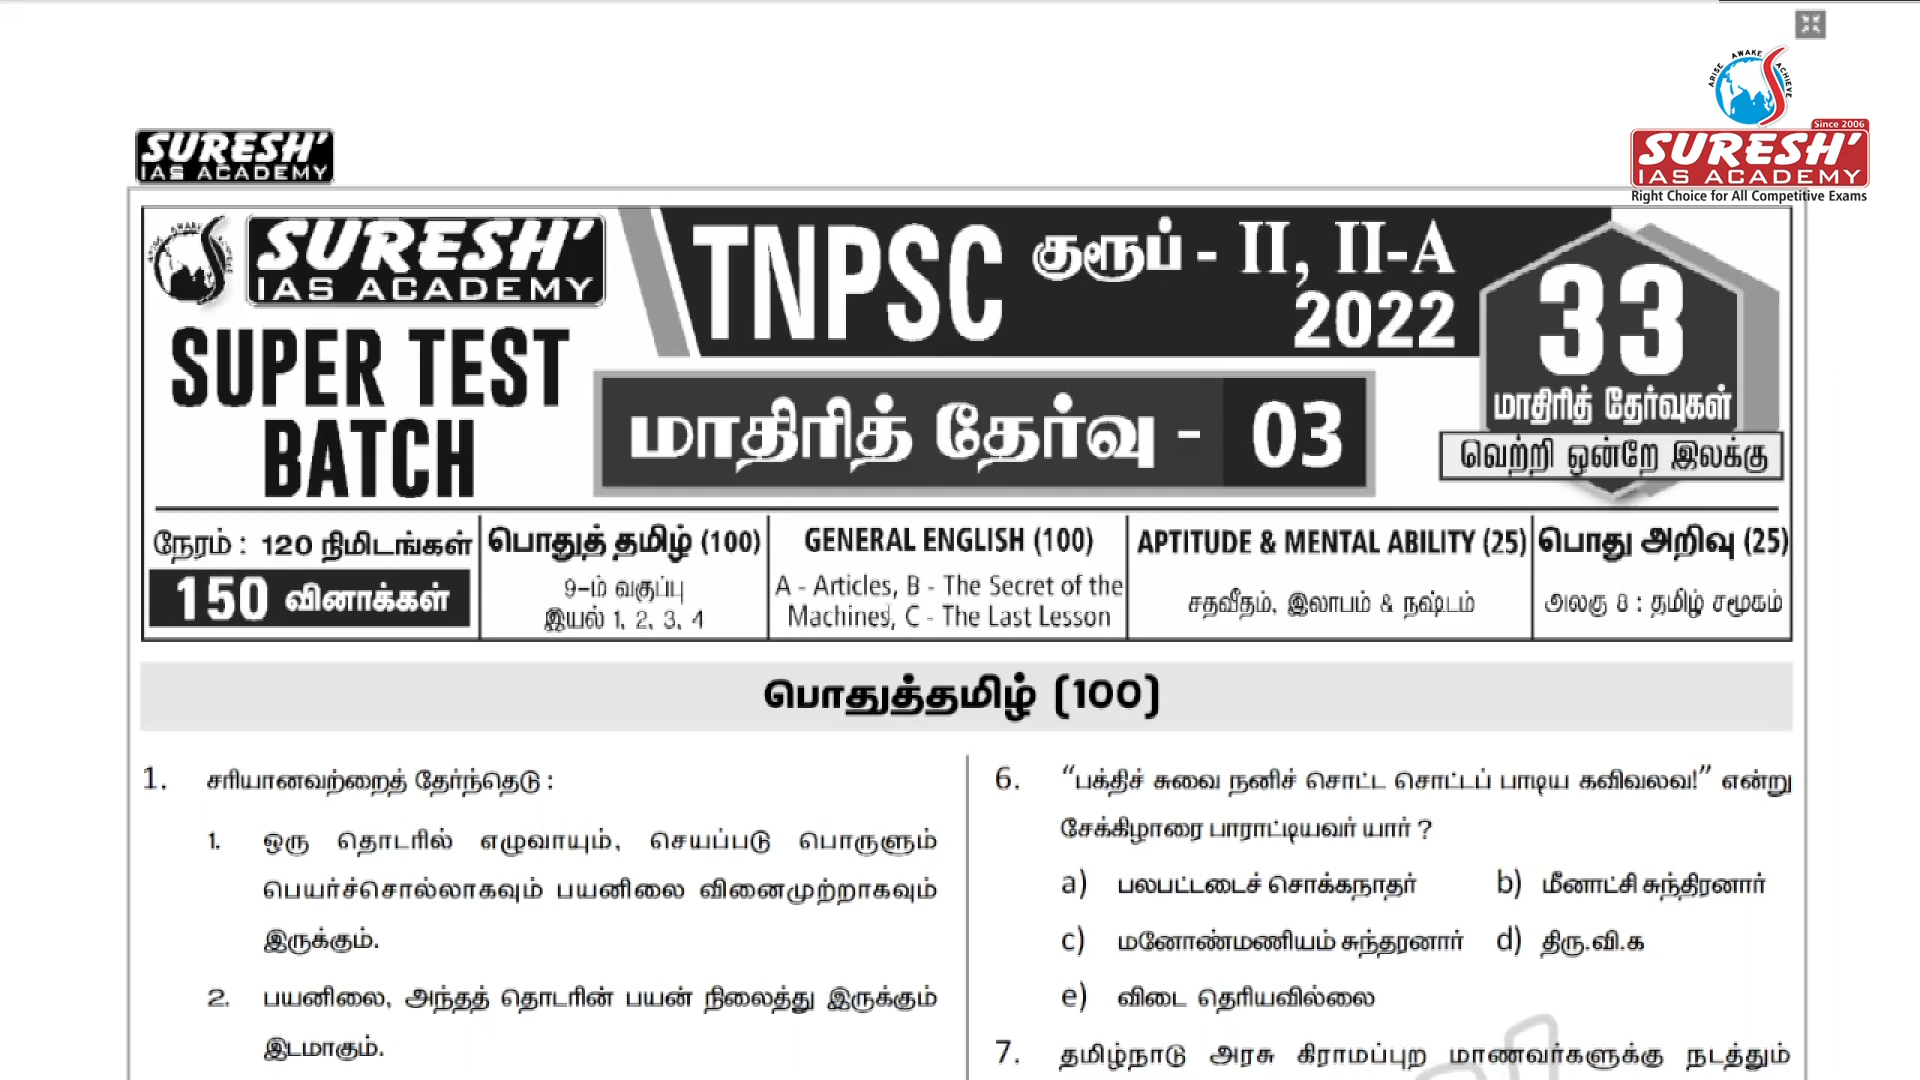 ARISE AWAKE ACHIEVE
Since 2006
SURESH'
IAS ACADEMY
Right Choice for All Competitive Exams
SURESH'
IAS ACADEMY
SURESH'
IAS ACADEMY
SUPER TEST
BATCH
TNPSC குரூப் - II, II-A
2022
மாதிரித் தேர்வு - 03
33
மாதிரித் தேர்வுகள்
வெற்றி ஒன்றே இலக்கு
நேரம் : 120 நிமிடங்கள்
150 வினாக்கள்
பொதுத் தமிழ் (100)
9-ம் வகுப்பு
இயல் 1, 2, 3, 4
GENERAL ENGLISH (100)
A - Articles, B - The Secret of the
Machines, C - The Last Lesson
APTITUDE & MENTAL ABILITY (25)
சதவீதம், இலாபம் & நஷ்டம்
பொது அறிவு (25)
அலகு 8 : தமிழ் சமூகம்
பொதுத்தமிழ் (100)
1. சரியானவற்றைத் தேர்ந்தெடு :
1. ஒரு தொடரில் எழுவாயும், செயப்படு பொருளும்
பெயர்ச்சொல்லாகவும் பயனிலை வினைமுற்றாகவும்
இருக்கும்.
2. பயனிலை, அந்தத் தொடரின் பயன் நிலைத்து இருக்கும்
இடமாகும்.
6. “பக்திச் சுவை நனிச் சொட்ட சொட்டப் பாடிய கவிவலவ!” என்று
சேக்கிழாரை பாராட்டியவர் யார் ?
a) பலபட்டடைச் சொக்கநாதர் b) மீனாட்சி சுந்திரனார்
c) மனோண்மணியம் சுந்தரனார் d) திரு.வி.க
e) விடை தெரியவில்லை
7. தமிழ்நாடு அரசு கிராமப்புற மாணவர்களுக்கு நடத்தும்